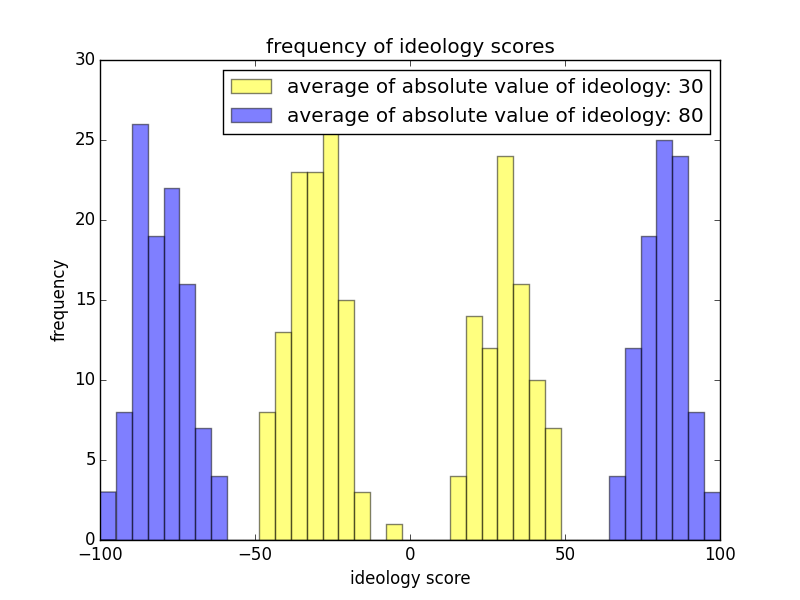 frequency of ideology scores
average of absolute value of ideology: 30
average of absolute value of ideology: 80
frequency
30
25
20
15
10
5
0
−100
−50
0
50
100
ideology score